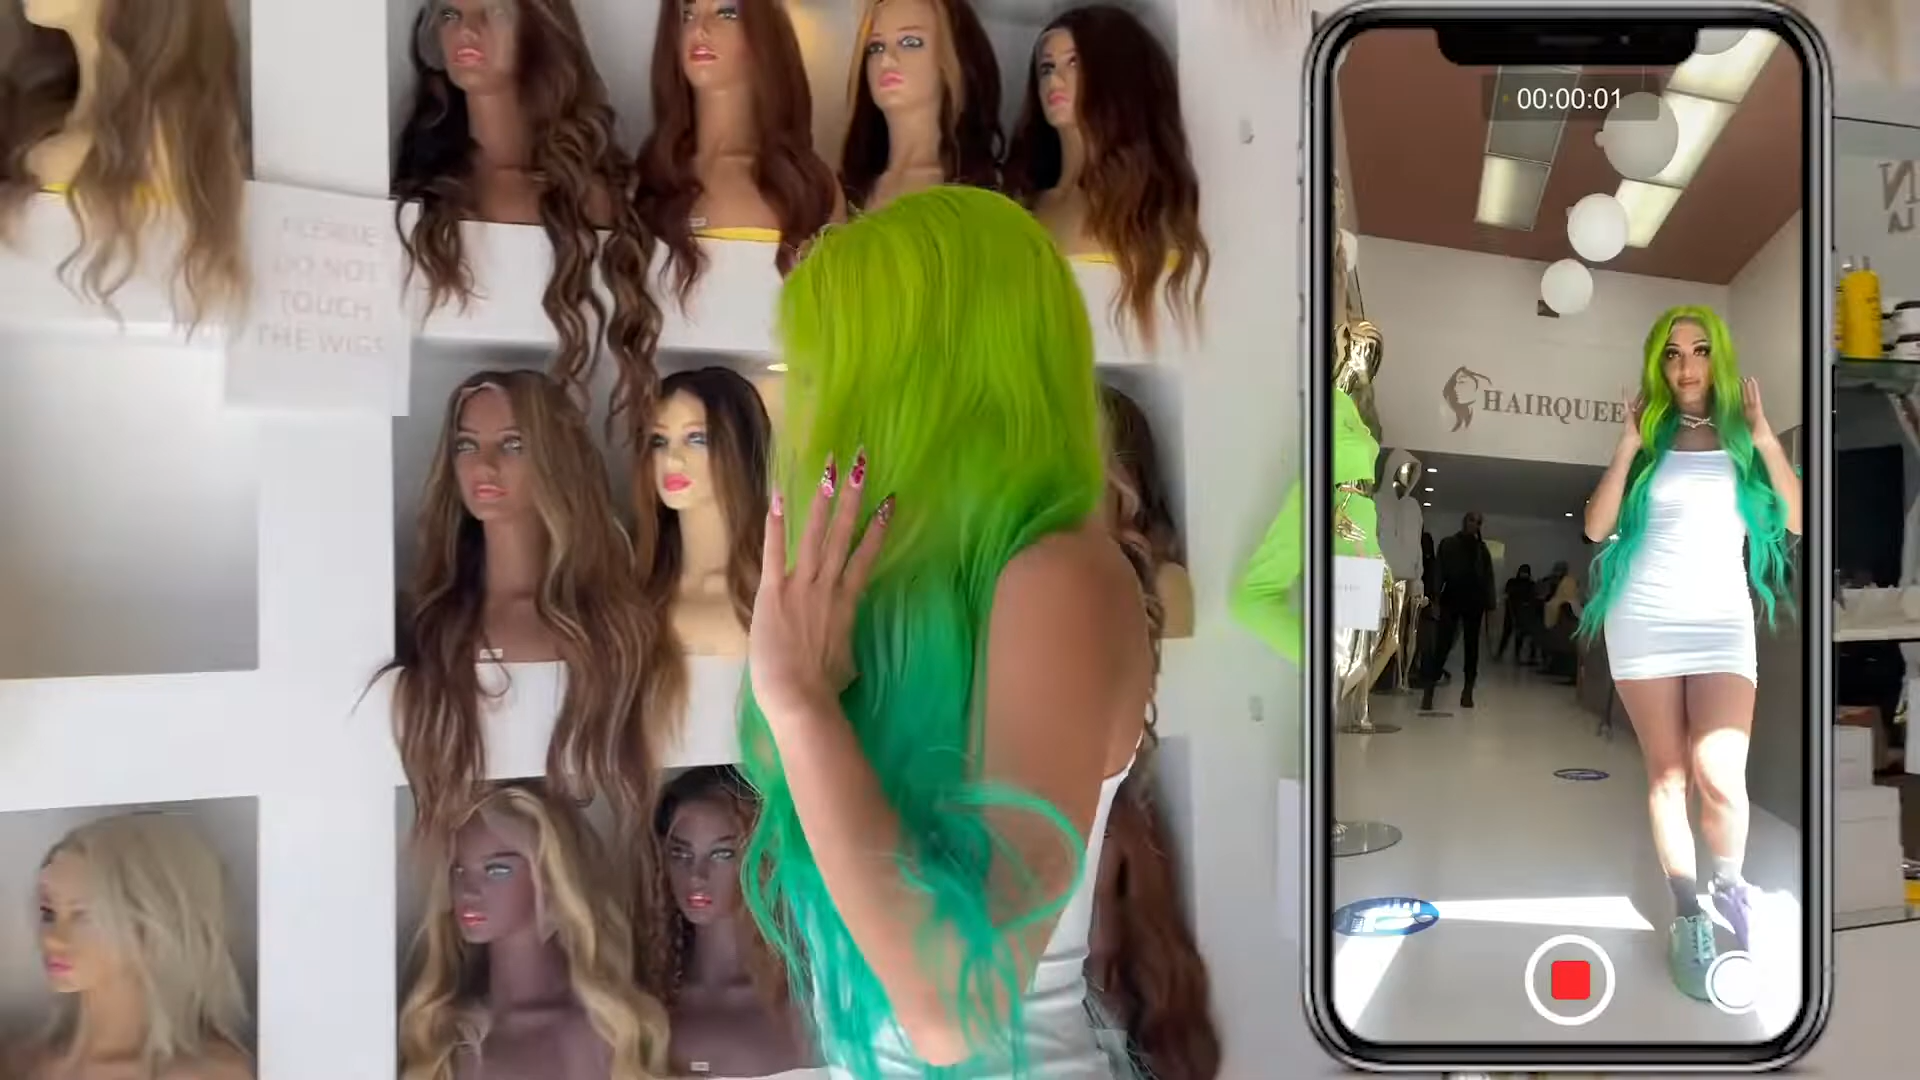 PLEASE
DO NOT
TOUCH
THE WIGS
00:00:01
HAIRQUEE